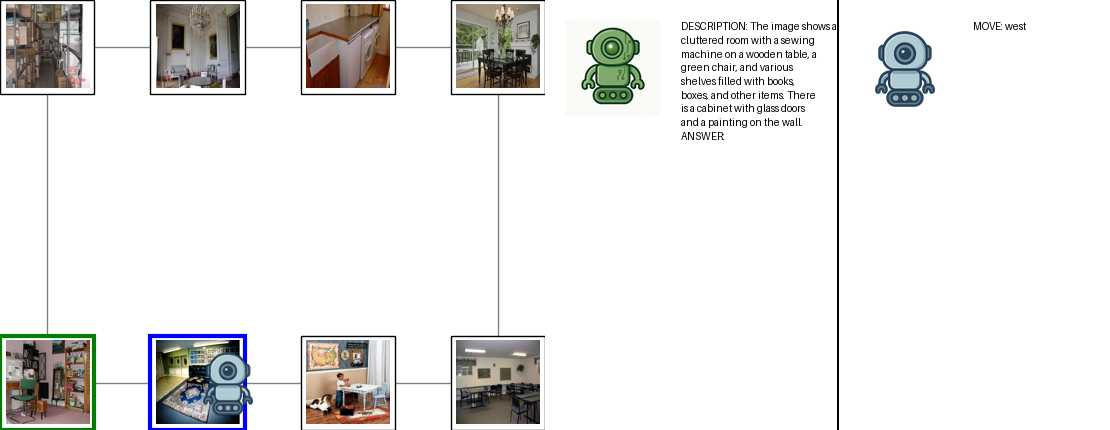 DESCRIPTION: The image shows a
cluttered room with a sewing
machine on a wooden table, a
green chair, and various
shelves filled with books,
boxes, and other items. There
is a cabinet with glass doors
and a painting on the wall.
ANSWER:
MOVE: west